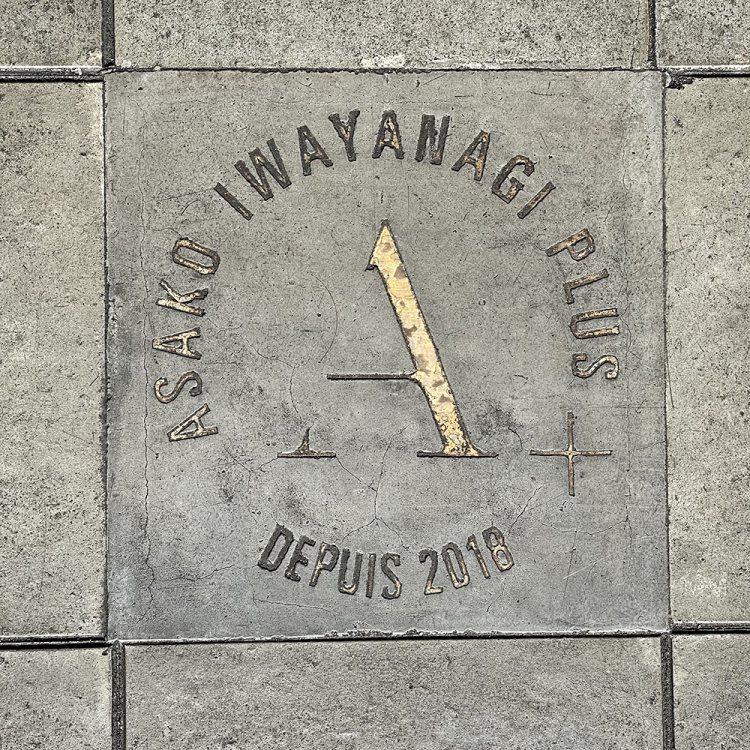 ASAKO IWAYANAGI PLUS
A+
DEPUIS 2018